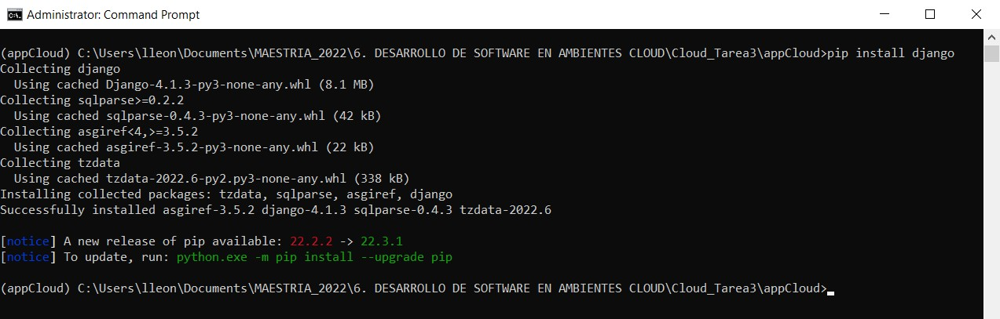 Administrator: Command Prompt
(appCloud) C:\Users\lleon\Documents\MAESTRIA_2022\6. DESARROLLO DE SOFTWARE EN AMBIENTES CLOUD\Cloud_Tarea3\appCloud>pip install django
Collecting django
  Using cached Django-4.1.3-py3-none-any.whl (8.1 MB)
Collecting sqlparse>=0.2.2
  Using cached sqlparse-0.4.3-py3-none-any.whl (42 kB)
Collecting asgiref<4,>=3.5.2
  Using cached asgiref-3.5.2-py3-none-any.whl (22 kB)
Collecting tzdata
  Using cached tzdata-2022.6-py2.py3-none-any.whl (338 kB)
Installing collected packages: tzdata, sqlparse, asgiref, django
Successfully installed asgiref-3.5.2 django-4.1.3 sqlparse-0.4.3 tzdata-2022.6
[notice] A new release of pip available: 22.2.2 -> 22.3.1
[notice] To update, run: python.exe -m pip install --upgrade pip
(appCloud) C:\Users\lleon\Documents\MAESTRIA_2022\6. DESARROLLO DE SOFTWARE EN AMBIENTES CLOUD\Cloud_Tarea3\appCloud>